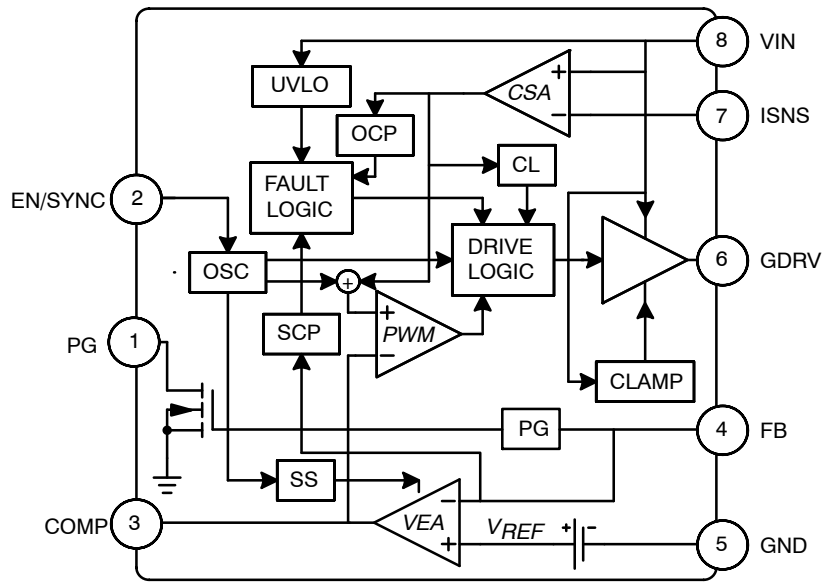 8 VIN
UVLO
CSA
+
−
7 ISNS
OCP
CL
FAULT
LOGIC
EN/SYNC 2
DRIVE
LOGIC
6 GDRV
OSC
+
SCP
+
PWM
−
PG 1
CLAMP
PG
4 FB
SS
−
VEA
+
COMP 3
VREF
+ −
5 GND